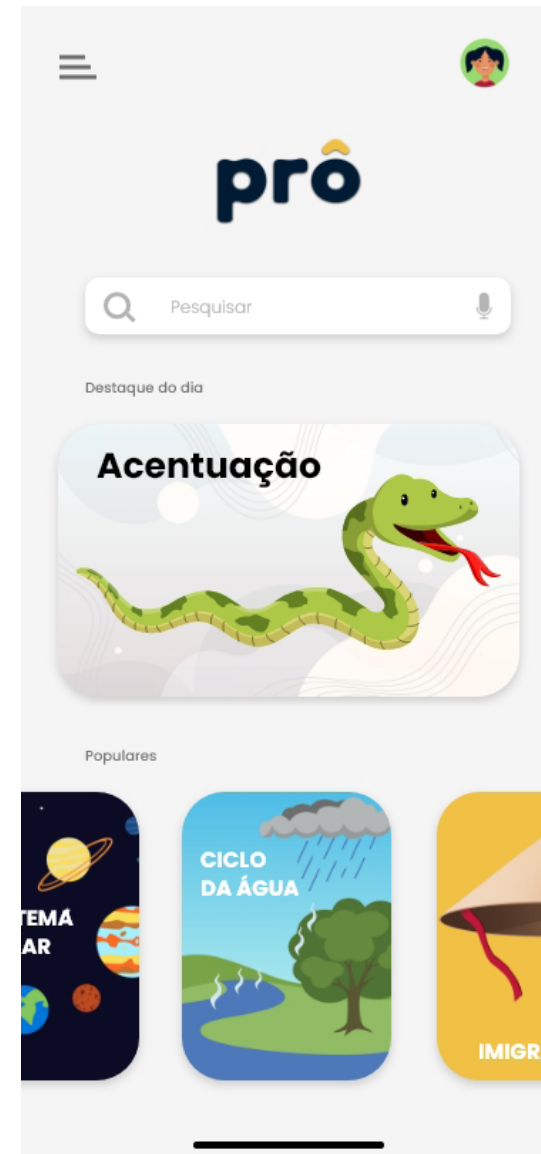 prô
Pesquisar
Destaque do dia
Acentuação
Populares
TEMA
AR
CICLO
DA ÁGUA
IMIGR